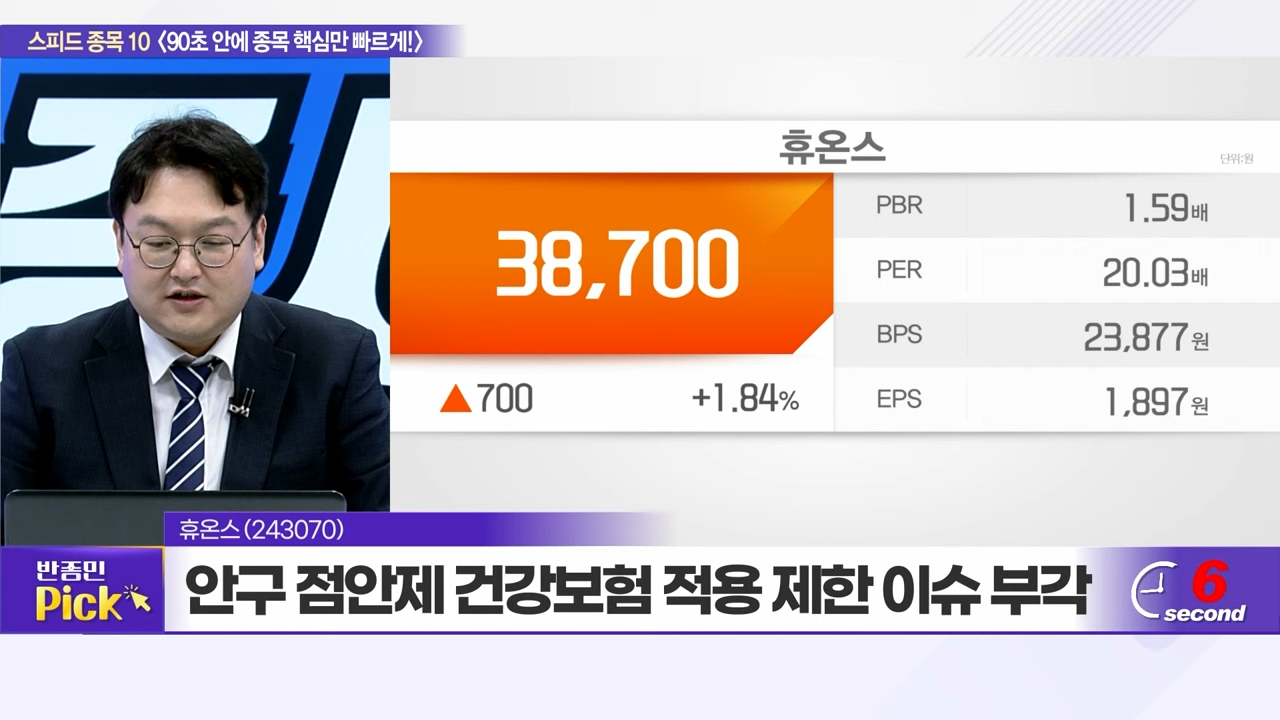 스피드 종목 10 <90초 안에 종목 핵심만 빠르게!>
휴온스
단위:원
38,700
▲700 +1.84%
PBR 1.59배
PER 20.03배
BPS 23,877원
EPS 1,897원
휴온스(243070)
반종민
Pick
안구 점안제 건강보험 적용 제한 이슈 부각
6
second